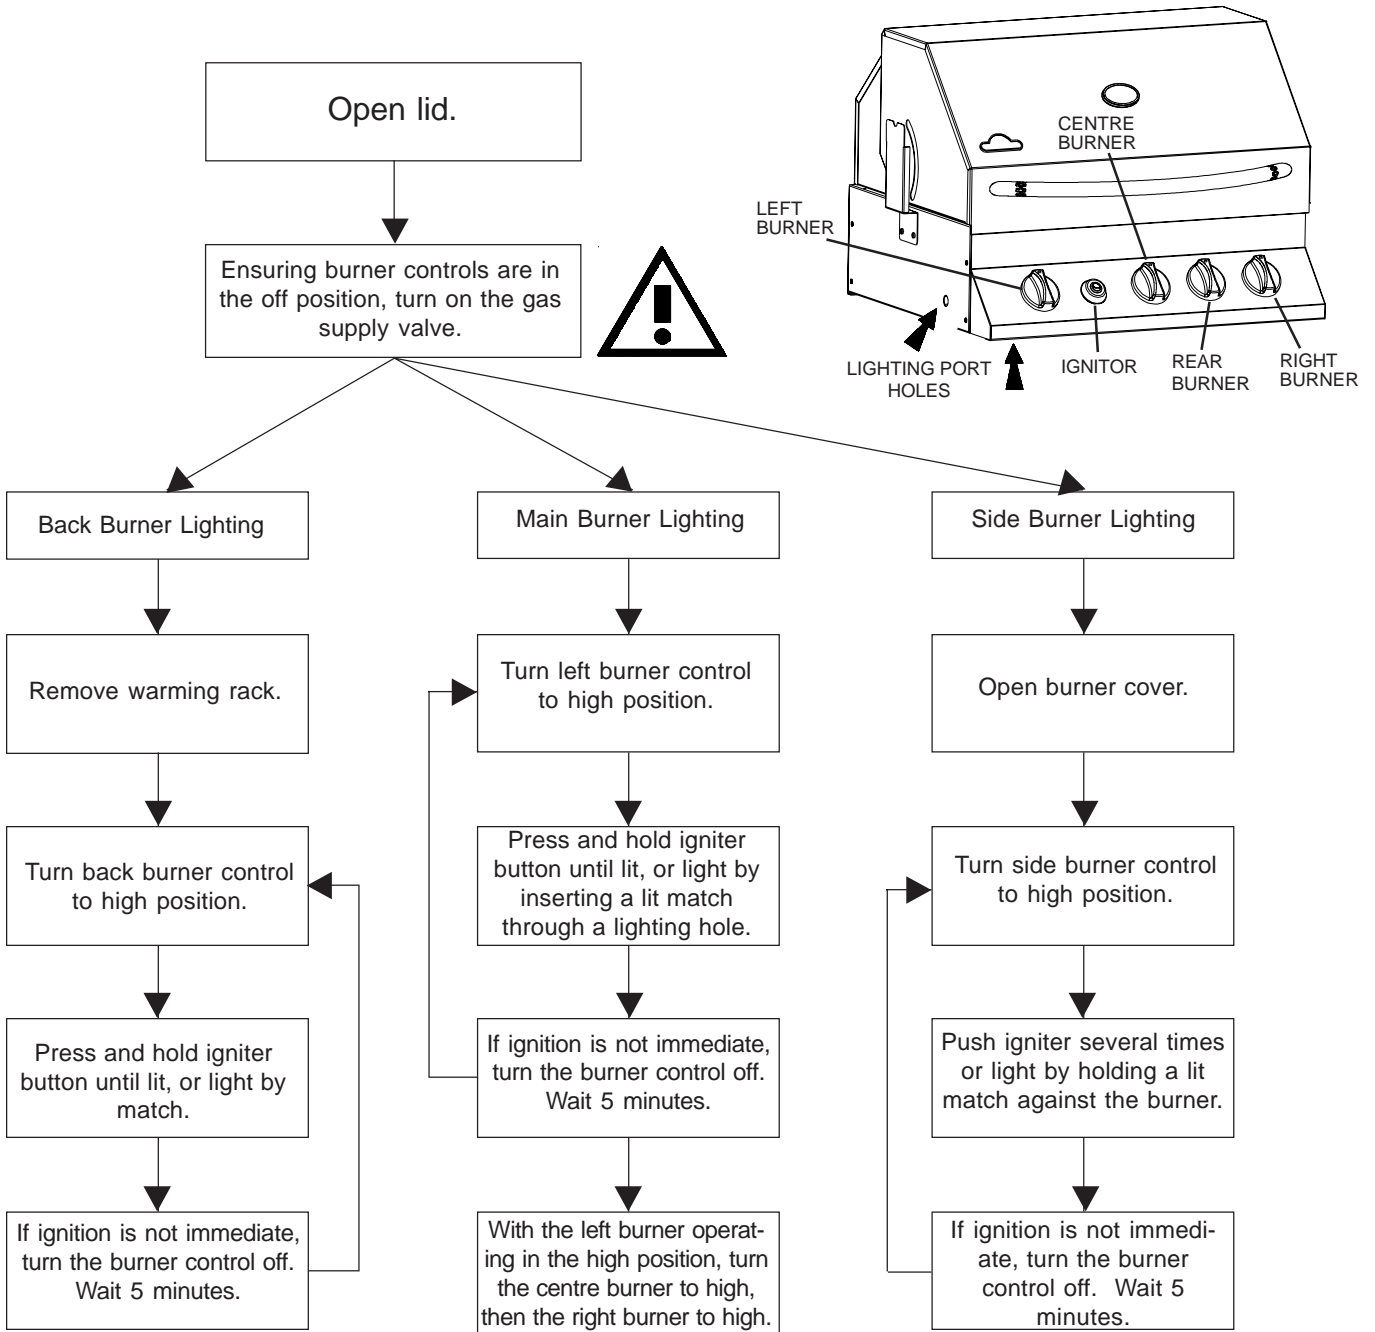 Open lid.
Ensuring burner controls are in
the off position, turn on the gas
supply valve.
CENTRE
BURNER
LEFT
BURNER
LIGHTING PORT
HOLES
IGNITOR
REAR
BURNER
RIGHT
BURNER
Back Burner Lighting
Remove warming rack.
Turn back burner control
to high position.
Press and hold igniter
button until lit, or light by
match.
If ignition is not immediate,
turn the burner control off.
Wait 5 minutes.
Main Burner Lighting
Turn left burner control
to high position.
Press and hold igniter
button until lit, or light by
inserting a lit match
through a lighting hole.
If ignition is not immediate,
turn the burner control off.
Wait 5 minutes.
With the left burner operat-
ing in the high position, turn
the centre burner to high,
then the right burner to high.
Side Burner Lighting
Open burner cover.
Turn side burner control
to high position.
Push igniter several times
or light by holding a lit
match against the burner.
If ignition is not immedi-
ate, turn the burner
control off.  Wait 5
minutes.